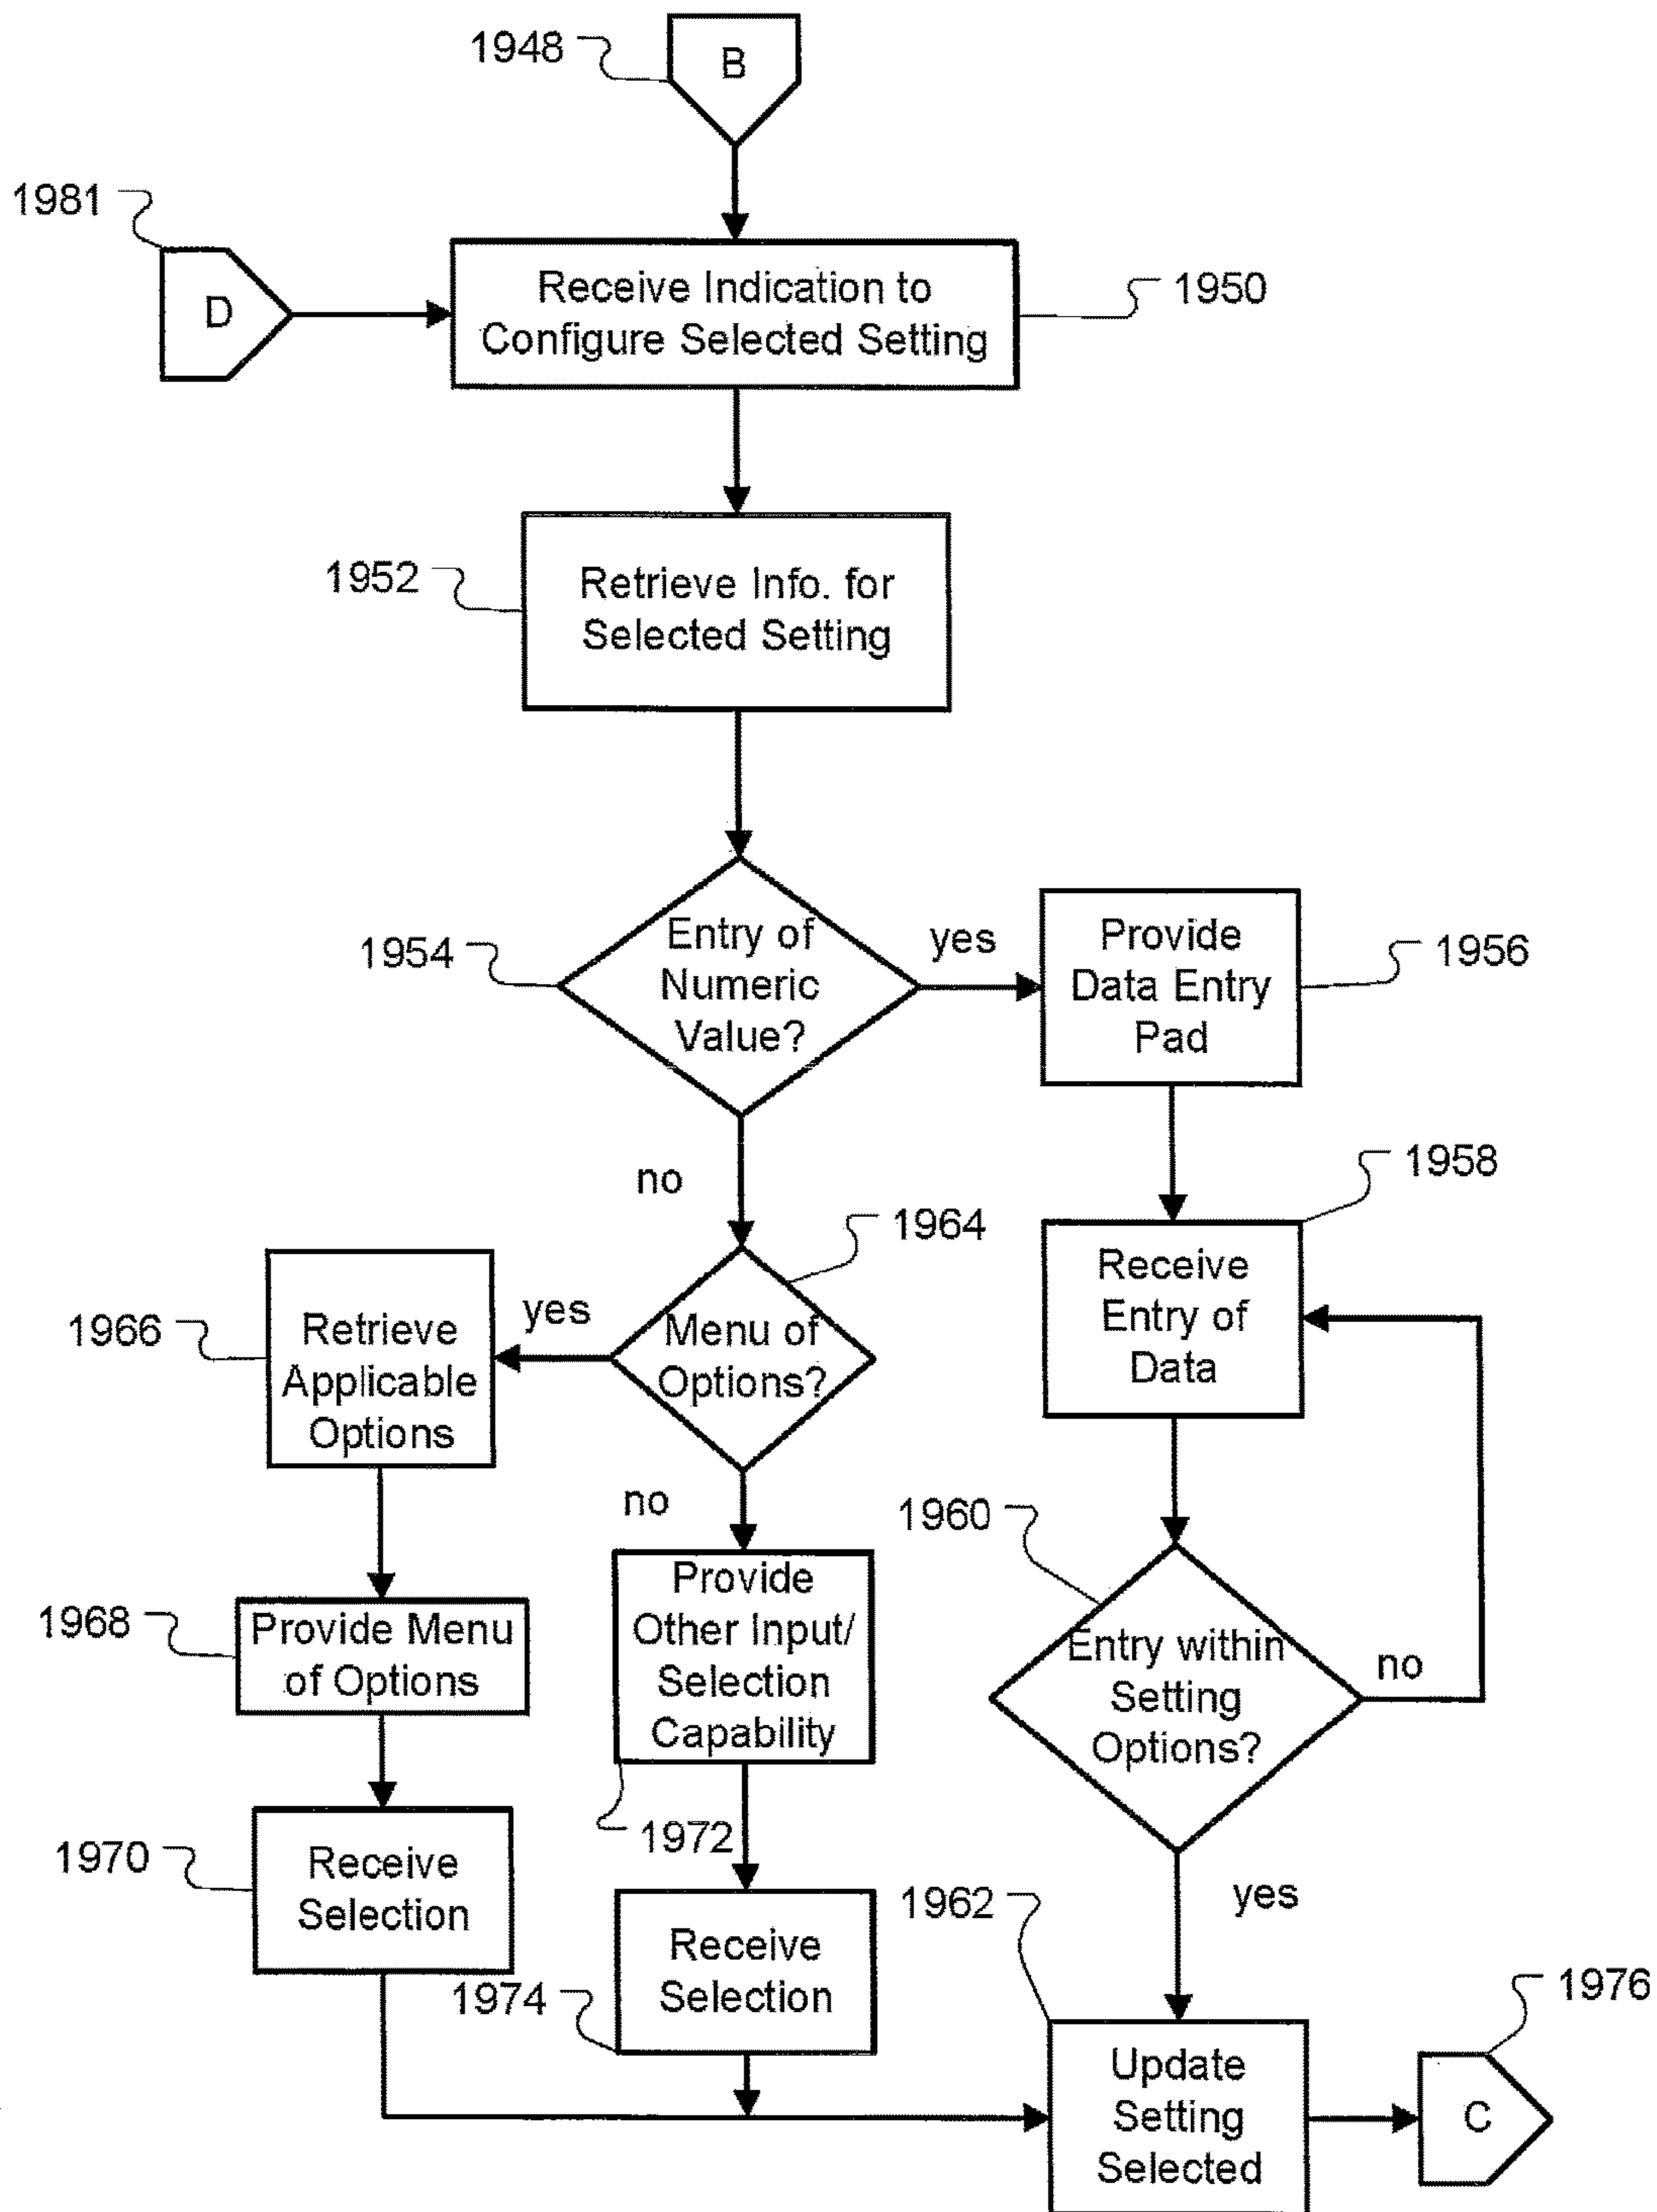 1948
B
1981
D
Receive Indication to
Configure Selected Setting
1950
1952
Retrieve Info. for
Selected Setting
1954
Entry of
Numeric
Value?
yes
Provide
Data Entry
Pad
1956
no
1958
Receive
Entry of
Data
1964
Menu of
Options?
yes
1966
Retrieve
Applicable
Options
no
1960
Entry within
Setting
Options?
no
1968
Provide Menu
of Options
Provide
Other Input/
Selection
Capability
1972
1970
Receive
Selection
1974
Receive
Selection
yes
1962
Update
Setting
Selected
1976
C